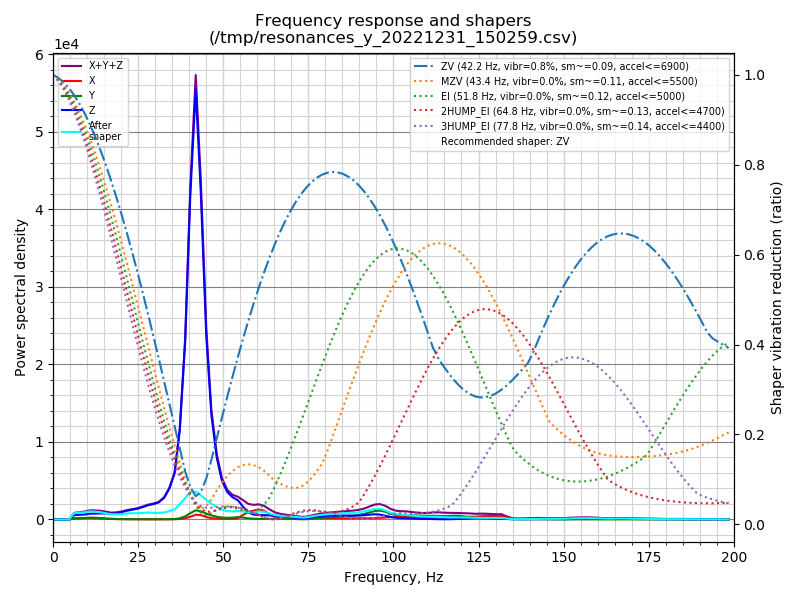 Frequency response and shapers
(/tmp/resonances_y_20221231_150259.csv)
1e4
X+Y+Z
X
Y
Z
After
shaper
ZV (42.2 Hz, vibr=0.8%, sm~=0.09, accel<=6900)
MZV (43.4 Hz, vibr=0.0%, sm~=0.11, accel<=5500)
EI (51.8 Hz, vibr=0.0%, sm~=0.12, accel<=5000)
2HUMP_EI (64.8 Hz, vibr=0.0%, sm~=0.13, accel<=4700)
3HUMP_EI (77.8 Hz, vibr=0.0%, sm~=0.14, accel<=4400)
Recommended shaper: ZV
6
5
4
3
2
1
0
Power spectral density
1.0
0.8
0.6
0.4
0.2
0.0
Shaper vibration reduction (ratio)
0 25 50 75 100 125 150 175 200
Frequency, Hz